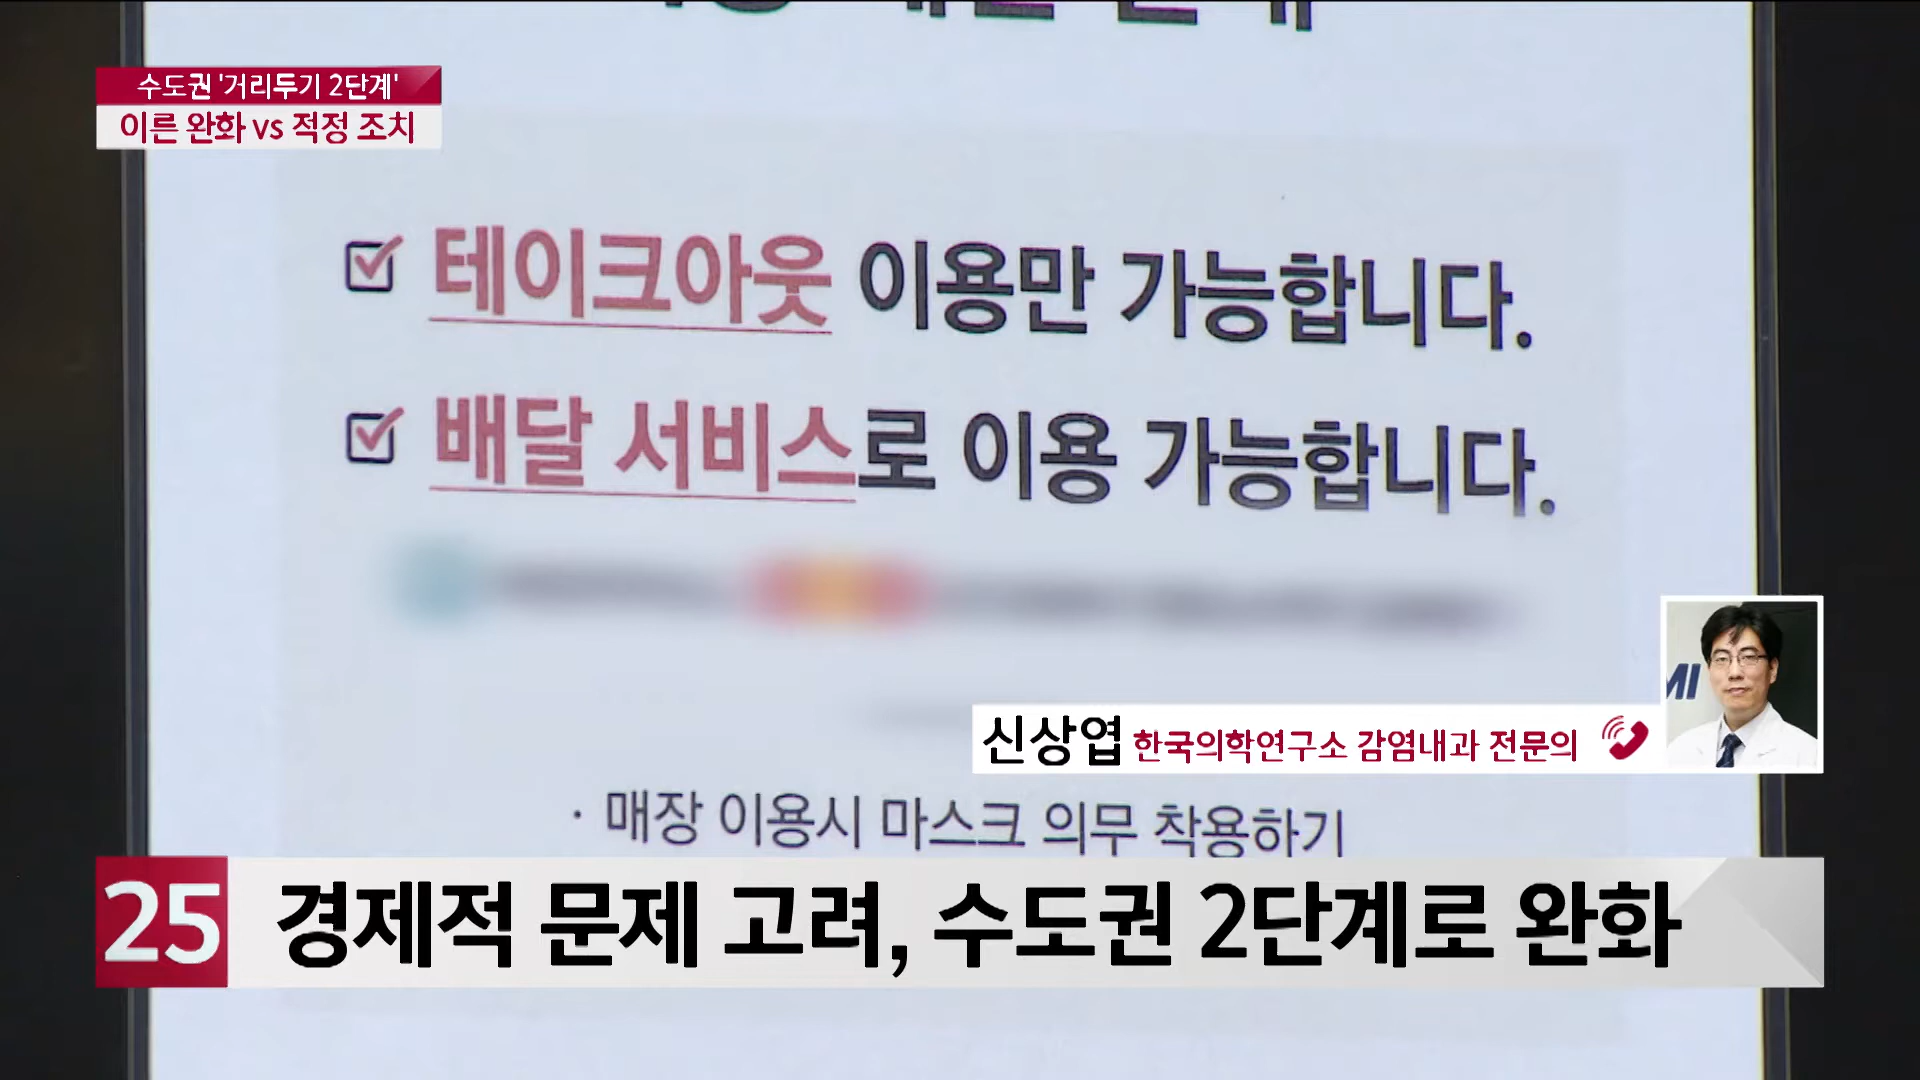 수도권 '거리두기 2단계'
이른 완화 vs 적정 조치
테이크아웃 이용만 가능합니다.
배달 서비스로 이용 가능합니다.
MI
신상엽 한국의학연구소 감염내과 전문의
· 매장 이용시 마스크 의무 착용하기
25 경제적 문제 고려, 수도권 2단계로 완화